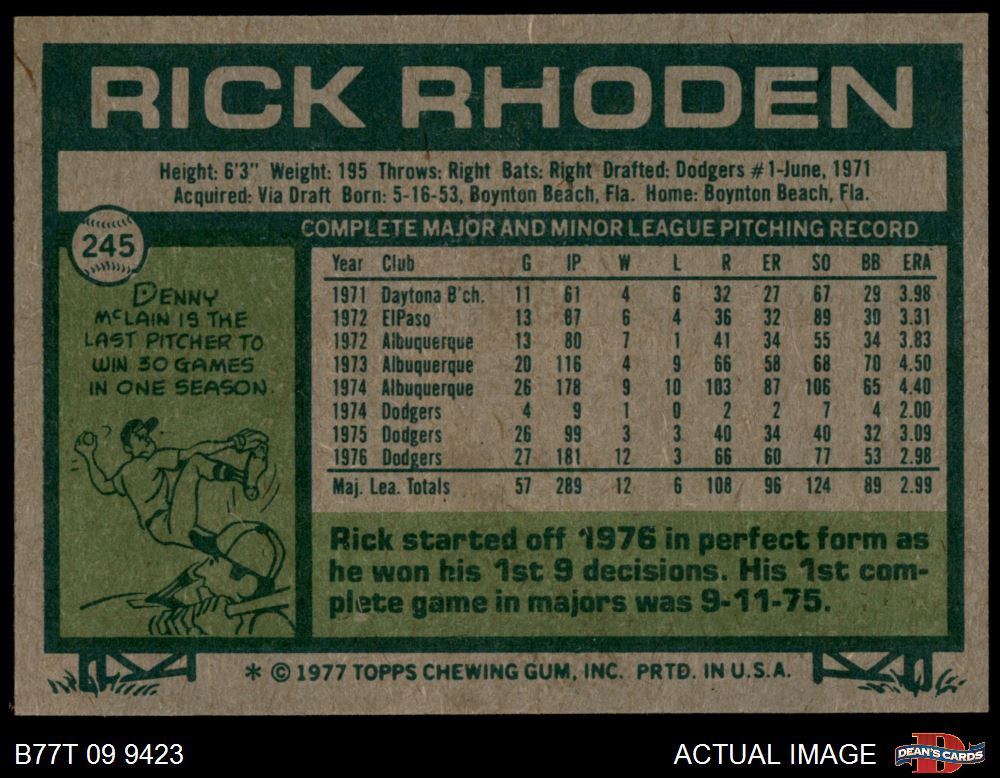 RICK RHODEN
Height: 6'3" Weight: 195 Throws: Right Bats: Right Drafted: Dodgers #1-June, 1971
Acquired: Via Draft Born: 5-16-53, Boynton Beach, Fla. Home: Boynton Beach, Fla.
245
COMPLETE MAJOR AND MINOR LEAGUE PITCHING RECORD
DENNY
McLAIN IS THE
LAST PITCHER TO
WIN 30 GAMES
IN ONE SEASON.
Year Club G IP W L R ER SO BB ERA
1971 Daytona B'ch. 11 61 4 6 32 27 67 29 3.98
1972 ElPaso 13 87 6 4 36 32 89 30 3.31
1972 Albuquerque 13 80 7 1 41 34 55 34 3.83
1973 Albuquerque 20 116 4 9 66 58 68 70 4.50
1974 Albuquerque 26 178 9 10 103 87 106 65 4.40
1974 Dodgers 4 9 1 0 2 2 7 4 2.00
1975 Dodgers 26 99 3 3 40 34 40 32 3.09
1976 Dodgers 27 181 12 3 66 60 77 53 2.98
Maj. Lea. Totals 57 289 12 6 108 96 124 89 2.99
Rick started off 1976 in perfect form as
he won his 1st 9 decisions. His 1st com-
plete game in majors was 9-11-75.
* © 1977 TOPPS CHEWING GUM, INC. PRTD. IN U.S.A.
B77T 09 9423
ACTUAL IMAGE
D
DEAN'S CARDS